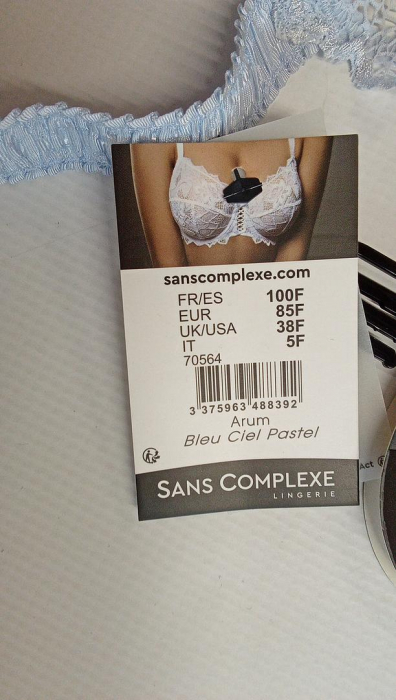 sanscomplexe.com
FR/ES 100F
EUR 85F
UK/USA 38F
IT 5F
70564
3 375963 488392
Arum
Bleu Ciel Pastel
SANS COMPLEXE
LINGERIE